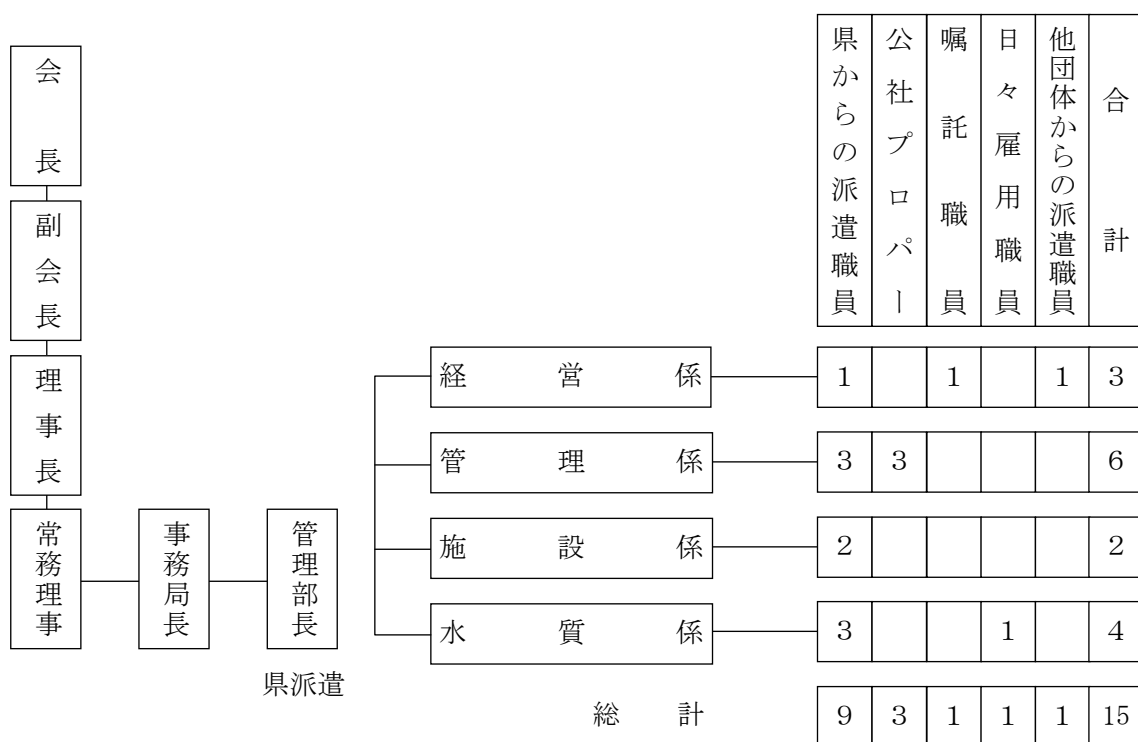 会長
副会長
理事長
常務理事
事務局長
管理部長
県派遣
県からの派遣職員
公社プロパー
嘱託職員
日々雇用職員
他団体からの派遣職員
合計
経営係 1 1 1 3
管理係 3 3 6
施設係 2 2
水質係 3 1 4
総計 9 3 1 1 1 15